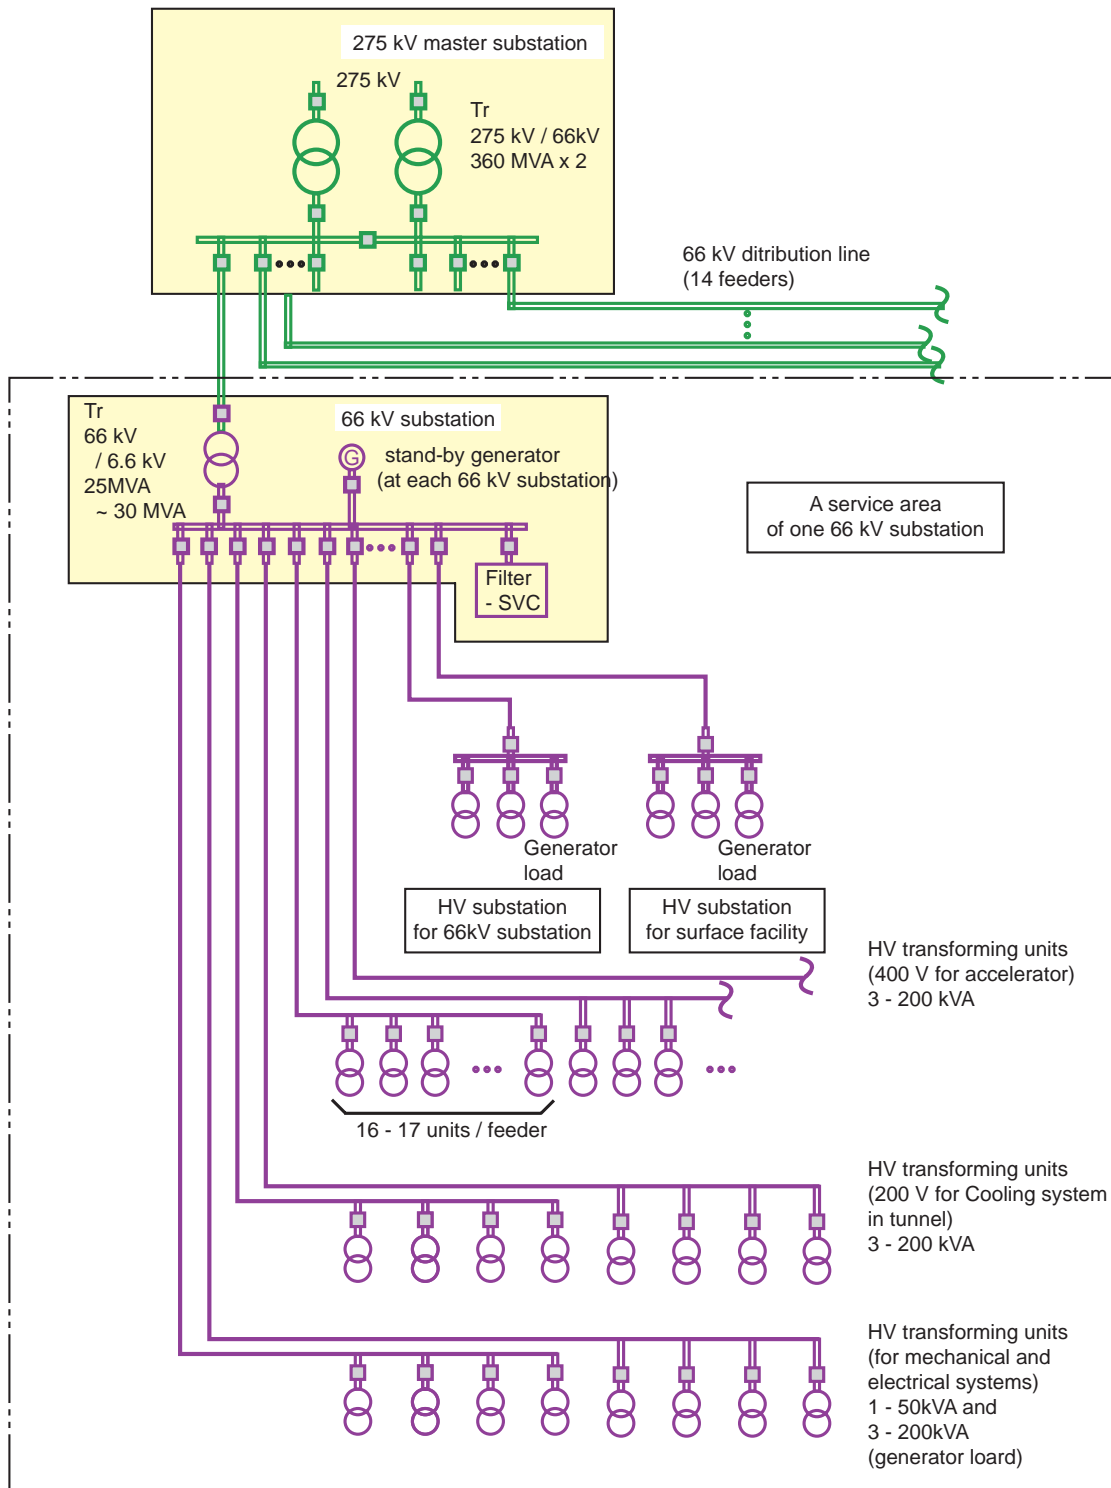 275 kV master substation
275 kV
Tr
275 kV / 66kV
360 MVA x 2
66 kV ditribution line
(14 feeders)
Tr
66 kV
/ 6.6 kV
25MVA
~ 30 MVA
66 kV substation
G
stand-by generator
(at each 66 kV substation)
A service area
of one 66 kV substation
Filter
- SVC
Generator
load
Generator
load
HV substation
for 66kV substation
HV substation
for surface facility
HV transforming units
(400 V for accelerator)
3 - 200 kVA
16 - 17 units / feeder
HV transforming units
(200 V for Cooling system
in tunnel)
3 - 200 kVA
HV transforming units
(for mechanical and
electrical systems)
1 - 50kVA and
3 - 200kVA
(generator loard)